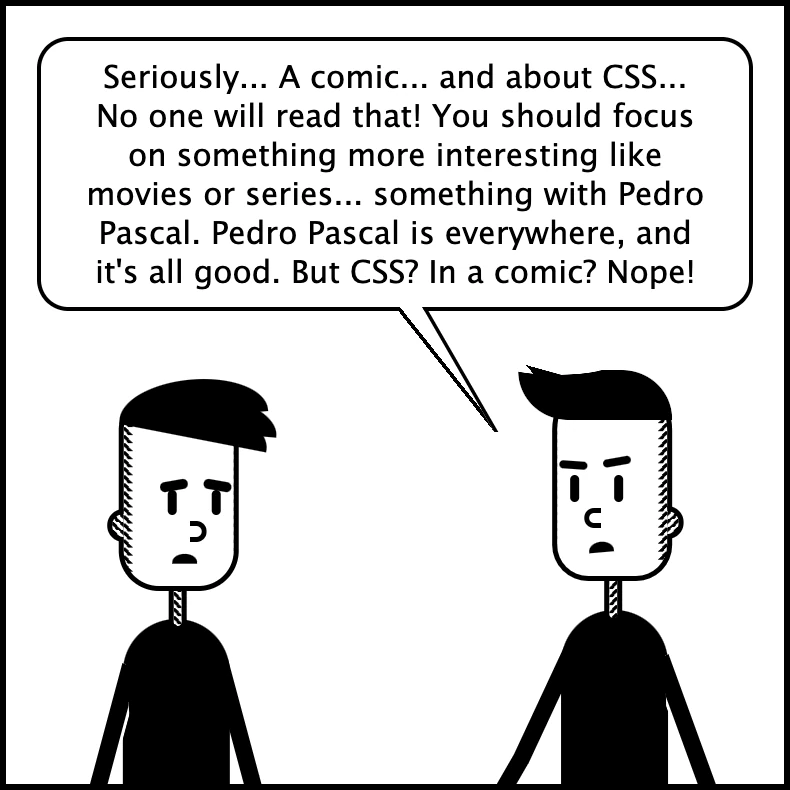 Seriously... A comic... and about CSS...
No one will read that! You should focus
on something more interesting like
movies or series... something with Pedro
Pascal. Pedro Pascal is everywhere, and
it's all good. But CSS? In a comic? Nope!